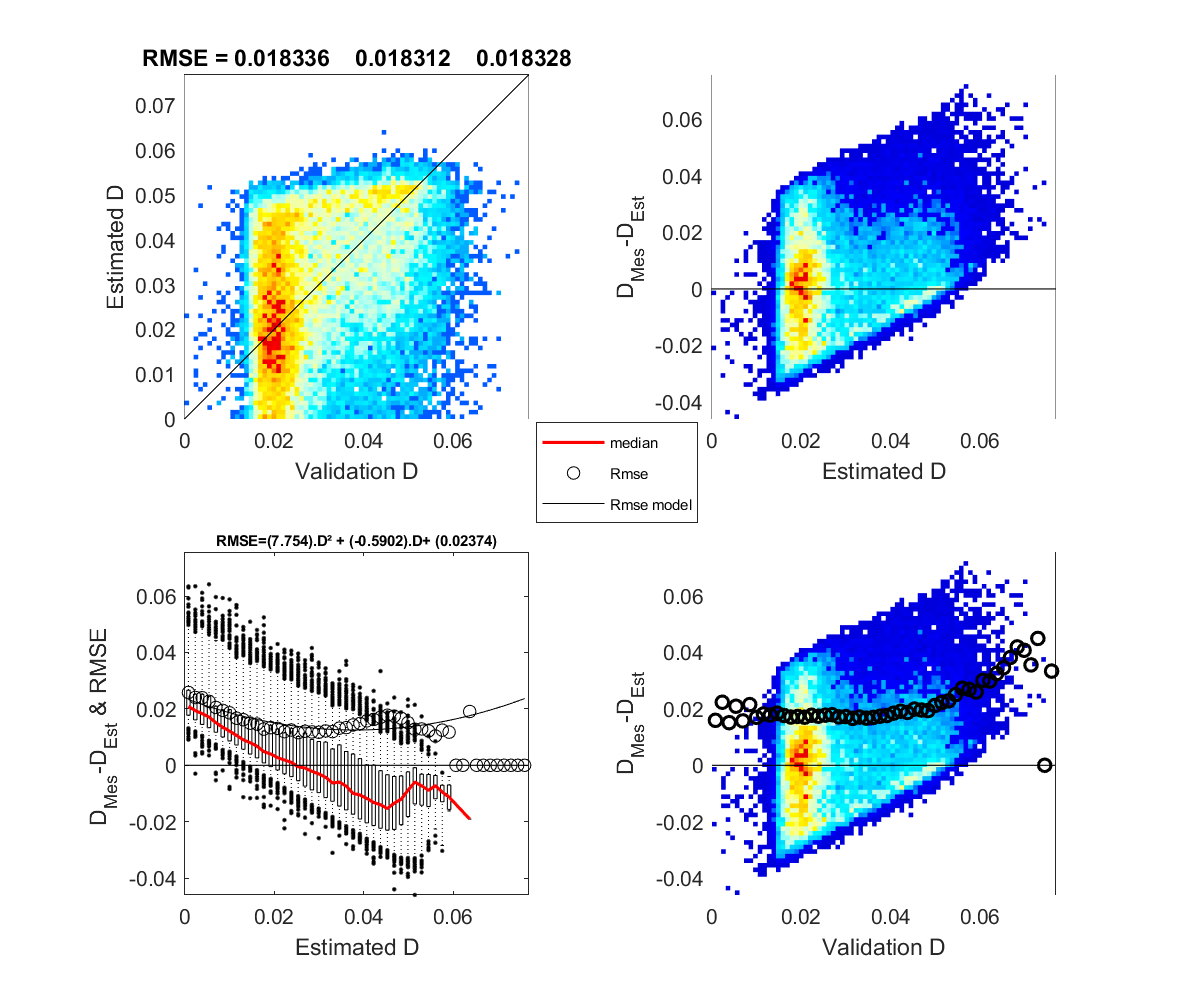 RMSE = 0.018336 0.018312 0.018328
0.07
0.06
0.05
0.04
0.03
0.02
0.01
0
Estimated D
0 0.02 0.04 0.06
Validation D
0.06
0.04
0.02
0
-0.02
-0.04
D_Mes-D_Est
0 0.02 0.04 0.06
Estimated D
median
Rmse
Rmse model
RMSE=(7.754).D² + (-0.5902).D+ (0.02374)
0.06
0.04
0.02
0
-0.02
-0.04
D_Mes-D_Est & RMSE
0 0.02 0.04 0.06
Estimated D
0.06
0.04
0.02
0
-0.02
-0.04
D_Mes-D_Est
0 0.02 0.04 0.06
Validation D